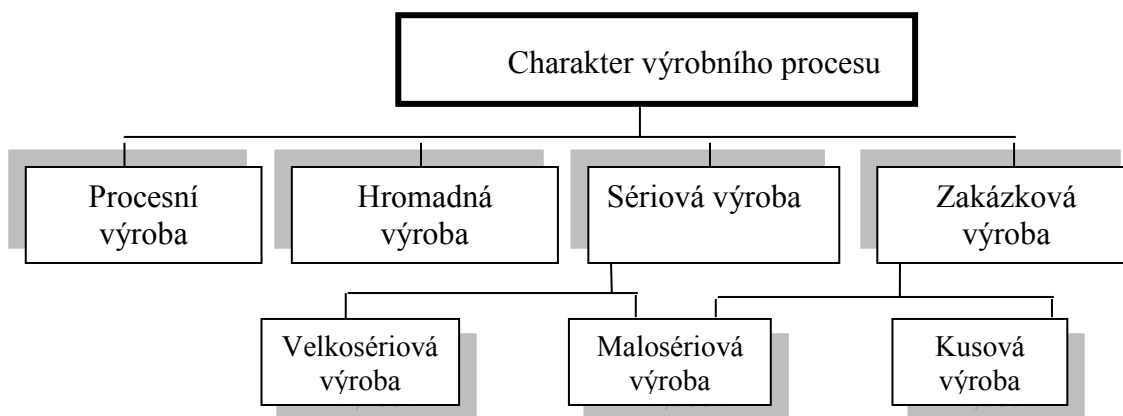 Charakter výrobního procesu
Procesní
výroba
Hromadná
výroba
Sériová výroba
Zakázková
výroba
Velkosériová
výroba
Malosériová
výroba
Kusová
výroba